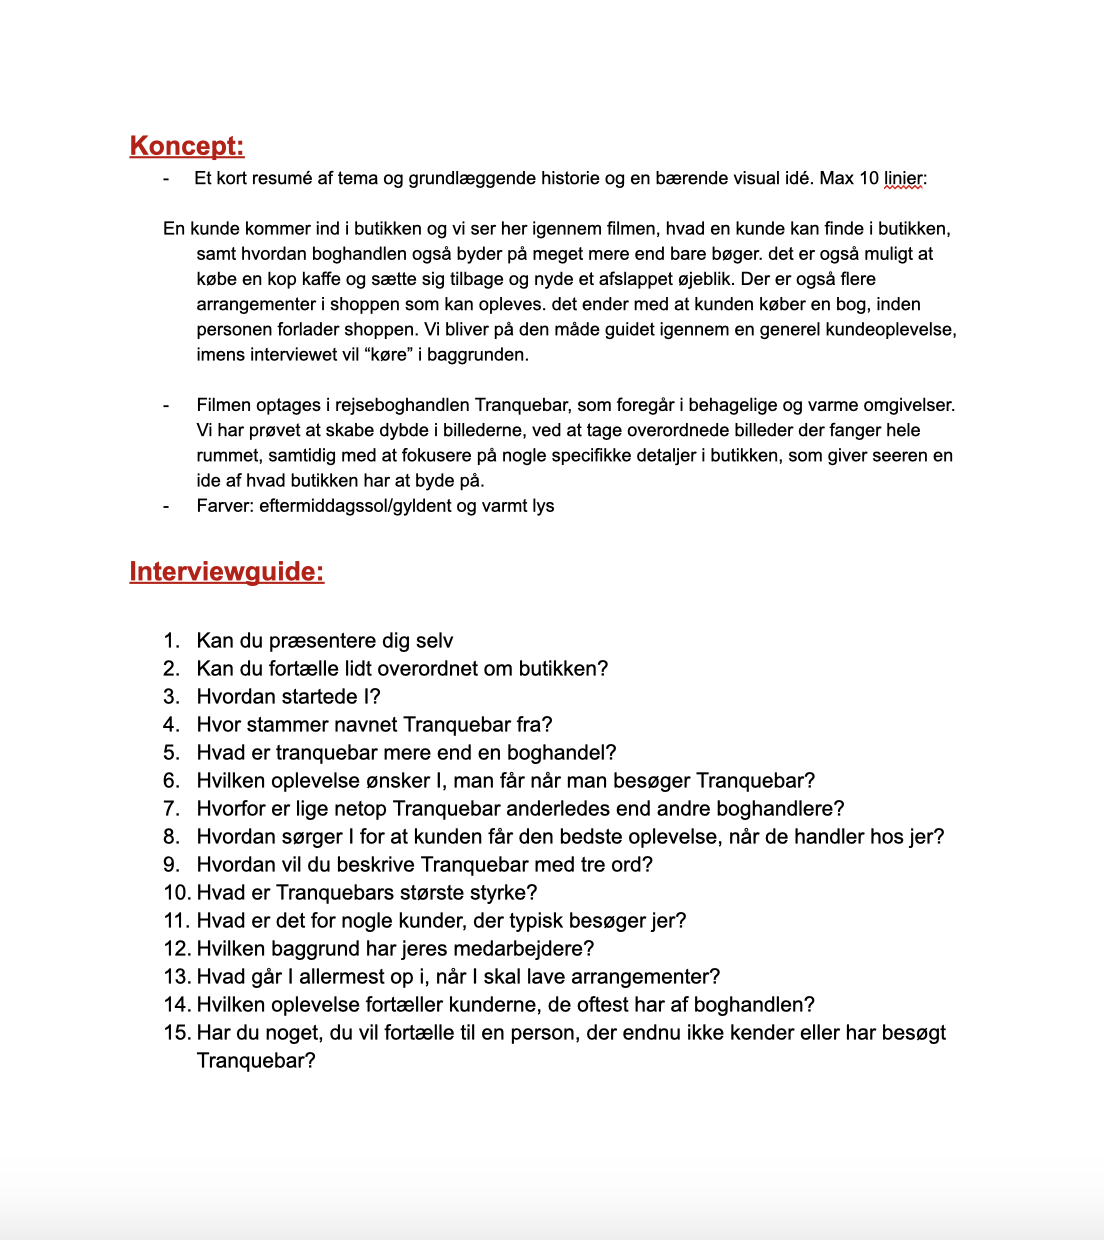 Koncept:
- Et kort resumé af tema og grundlæggende historie og en bærende visual idé. Max 10 linier:
En kunde kommer ind i butikken og vi ser her igennem filmen, hvad en kunde kan finde i butikken,
samt hvordan boghandlen også byder på meget mere end bare bøger. det er også muligt at
købe en kop kaffe og sætte sig tilbage og nyde et afslappet øjeblik. Der er også flere
arrangementer i shoppen som kan opleves. det ender med at kunden køber en bog, inden
personen forlader shoppen. Vi bliver på den måde guidet igennem en generel kundeoplevelse,
imens interviewet vil “køre” i baggrunden.
- Filmen optages i rejseboghandlen Tranquebar, som foregår i behagelige og varme omgivelser.
Vi har prøvet at skabe dybde i billederne, ved at tage overordnede billeder der fanger hele
rummet, samtidig med at fokusere på nogle specifikke detaljer i butikken, som giver seeren en
ide af hvad butikken har at byde på.
- Farver: eftermiddagssol/gyldent og varmt lys
Interviewguide:
1. Kan du præsentere dig selv
2. Kan du fortælle lidt overordnet om butikken?
3. Hvordan startede I?
4. Hvor stammer navnet Tranquebar fra?
5. Hvad er tranquebar mere end en boghandel?
6. Hvilken oplevelse ønsker I, man får når man besøger Tranquebar?
7. Hvorfor er lige netop Tranquebar anderledes end andre boghandlere?
8. Hvordan sørger I for at kunden får den bedste oplevelse, når de handler hos jer?
9. Hvordan vil du beskrive Tranquebar med tre ord?
10. Hvad er Tranquebars største styrke?
11. Hvad er det for nogle kunder, der typisk besøger jer?
12. Hvilken baggrund har jeres medarbejdere?
13. Hvad går I allermest op i, når I skal lave arrangementer?
14. Hvilken oplevelse fortæller kunderne, de oftest har af boghandlen?
15. Har du noget, du vil fortælle til en person, der endnu ikke kender eller har besøgt
Tranquebar?